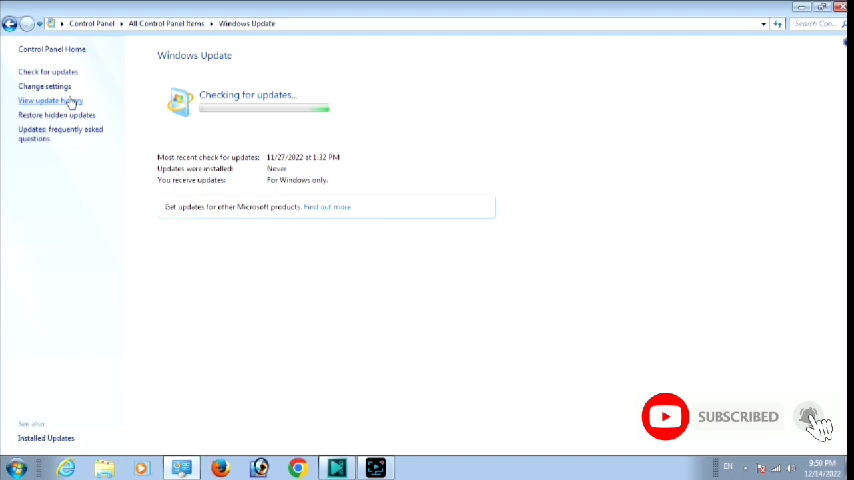 Control Panel
All Control Panel Items
Windows Update
Search Con...
Control Panel Home
Check for updates
Change settings
View update history
Restore hidden updates
Updates: frequently asked
questions
Windows Update
Checking for updates...
Most recent check for updates: 11/27/2022 at 1:32 PM
Updates were installed: Never
You receive updates: For Windows only.
Get updates for other Microsoft products. Find out more
SUBSCRIBED
See also
Installed Updates
EN
9:50 PM
12/14/2022